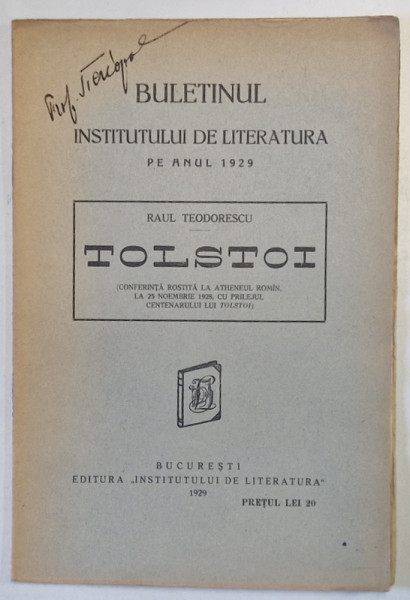 Prof.
BULETINUL
INSTITUTULUI DE LITERATURA
PE ANUL 1929
RAUL TEODORESCU
TOLSTOI
(CONFERINȚĂ ROSTITĂ LA ATHENEUL ROMÎN,
LA 25 NOEMBRIE 1928, CU PRILEJUL
CENTENARULUI LUI TOLSTOI)
BUCUREȘTI
EDITURA „INSTITUTULUI DE LITERATURA"
1929
PREȚUL LEI 20